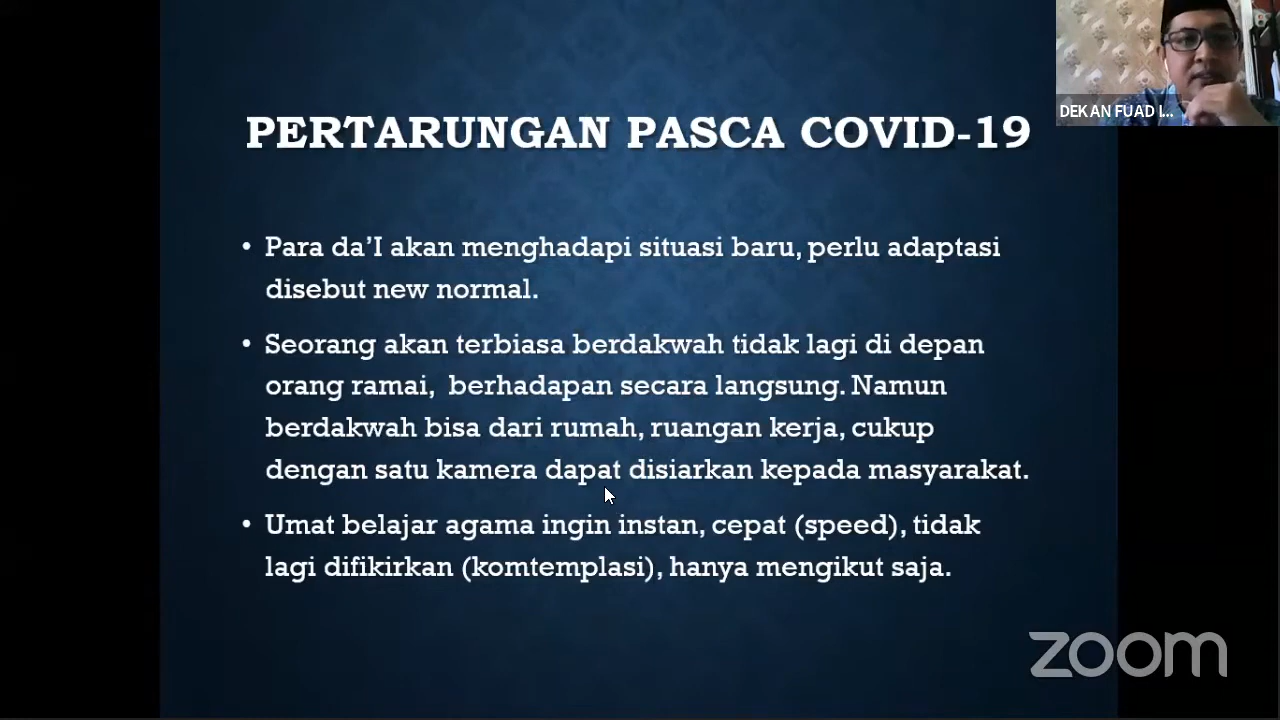 PERTARUNGAN PASCA COVID-19
DEKAN FUAD I...
• Para da’I akan menghadapi situasi baru, perlu adaptasi
disebut new normal.
• Seorang akan terbiasa berdakwah tidak lagi di depan
orang ramai, berhadapan secara langsung. Namun
berdakwah bisa dari rumah, ruangan kerja, cukup
dengan satu kamera dapat disiarkan kepada masyarakat.
• Umat belajar agama ingin instan, cepat (speed), tidak
lagi difikirkan (komtemplasi), hanya mengikut saja.
zoom